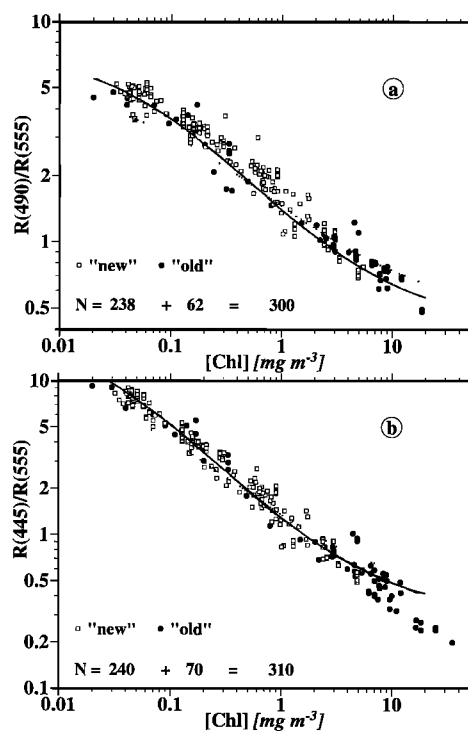 10
5
2
1
0.5
R(490)/R(555)
a
"new" "old"
N = 238 + 62 = 300
0.01 0.1 1 10
[Chl] [mg m⁻³]
10
5
2
1
0.5
0.2
0.1
R(445)/R(555)
b
"new" "old"
N = 240 + 70 = 310
0.01 0.1 1 10
[Chl] [mg m⁻³]